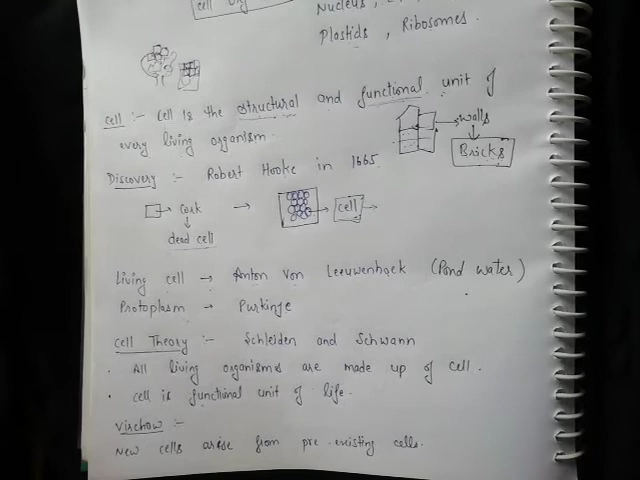 cell Org
Nucleus,
Plastids, Ribosomes.
cell :- Cell is the structural and functional unit of
every living organism.
walls
Bricks
Discovery :- Robert Hooke in 1665.
cork
cell
dead cell
Living cell → Anton Von Leeuwenhoek (Pond water)
Protoplasm → Purkinje
Cell Theory :- Schleiden and Schwann
. All living organisms are made up of cell.
. cell is functional unit of life.
Virchow :-
New cells arise from pre-existing cells.